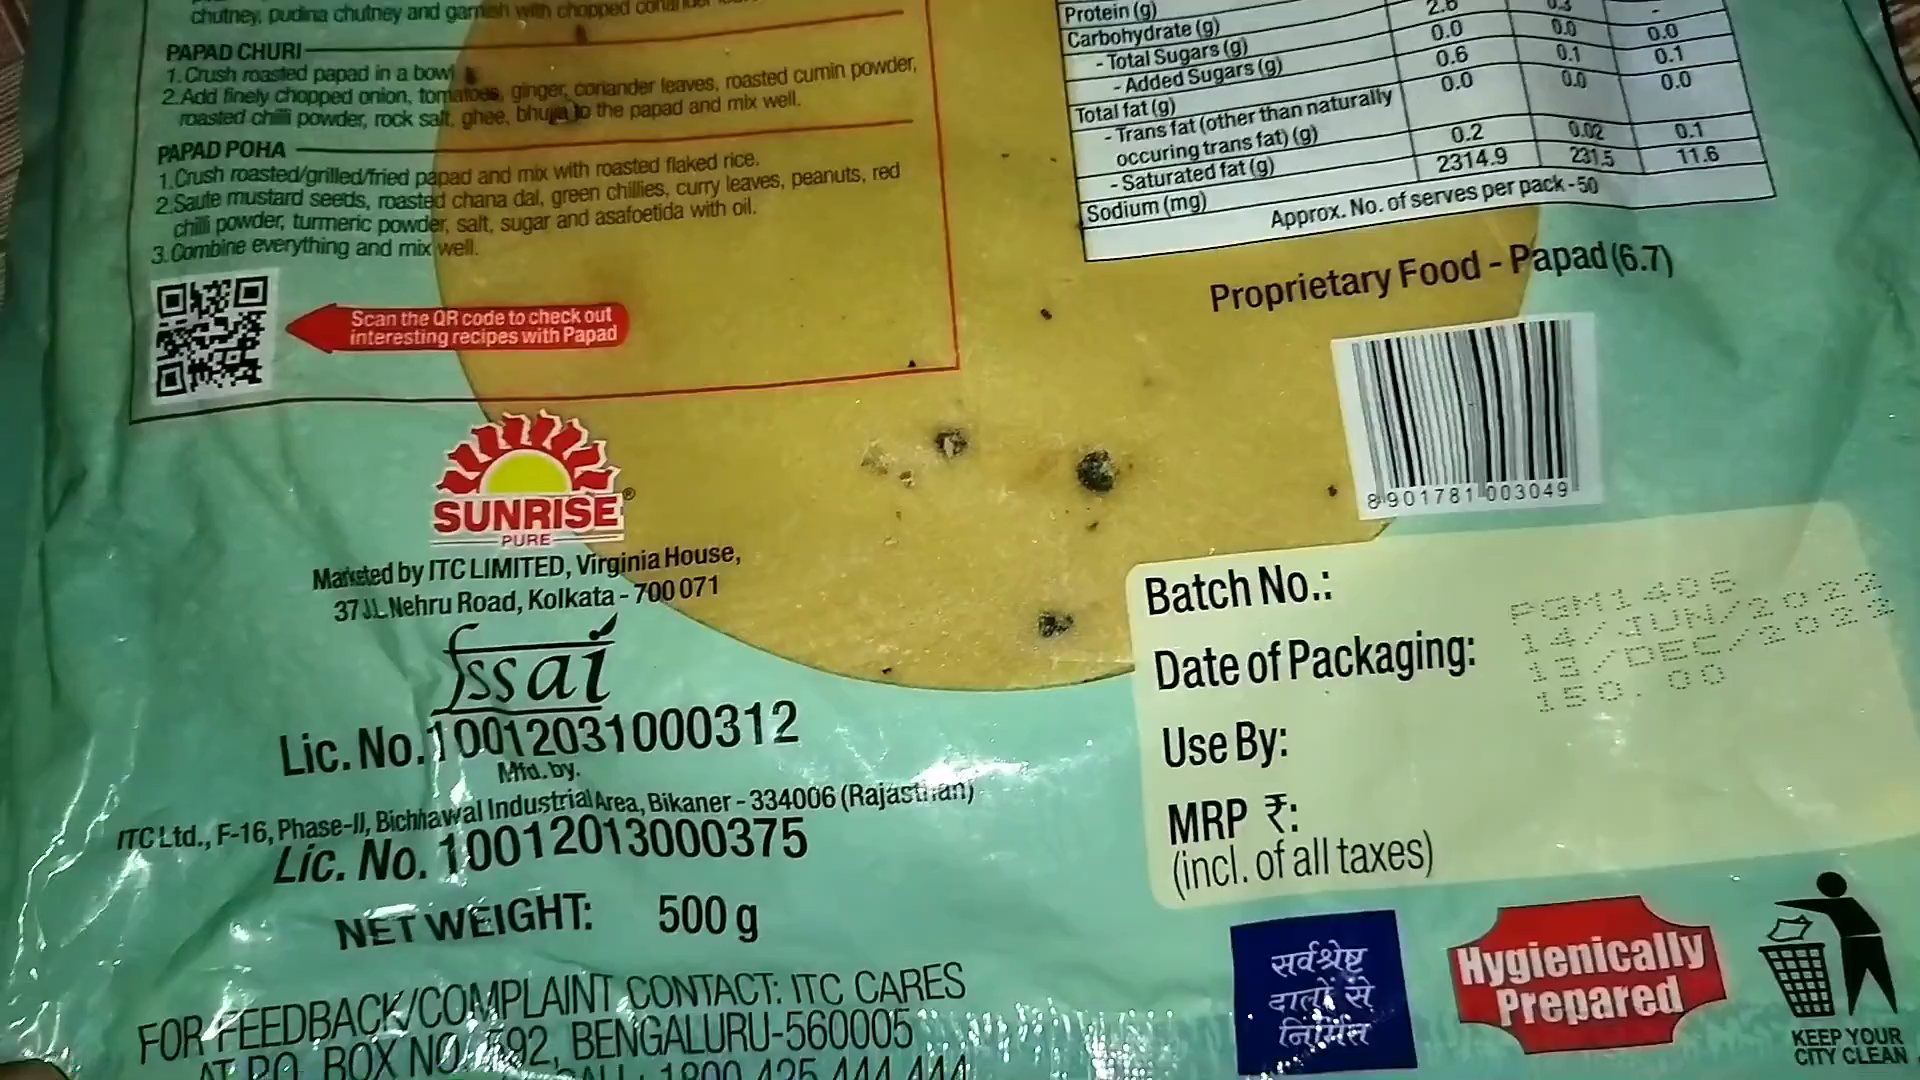 chutney, pudina chutney and garnish with chopped
PAPAD CHURI
1. Crush roasted papad in a bowl
2. Add finely chopped onion, tomatoes, ginger, coriander leaves, roasted cumin powder,
roasted chilli powder, rock salt, ghee, bhujia to the papad and mix well.
PAPAD POHA
1. Crush roasted/grilled/fried papad and mix with roasted flaked rice.
2. Saute mustard seeds, roasted chana dal, green chillies, curry leaves, peanuts, red
chilli powder, turmeric powder, salt, sugar and asafoetida with oil.
3. Combine everything and mix well.
Scan the QR code to check out
interesting recipes with Papad
SUNRISE®
PURE
Marketed by ITC LIMITED, Virginia House,
37 J.L. Nehru Road, Kolkata - 700 071
fssai
Lic. No. 10012031000312
Mfd. by.
ITC Ltd., F-16, Phase-II, Bichhawal Industrial Area, Bikaner - 334006 (Rajasthan)
Lic. No. 10012013000375
NET WEIGHT: 500 g
FOR FEEDBACK/COMPLAINT CONTACT: ITC CARES
AT P.O. BOX NO. 592, BENGALURU-560005
1800 425 444 444
Protein (g)
Carbohydrate (g) 2.6 0.3 -
- Total Sugars (g) 0.0 0.0 0.0
- Added Sugars (g) 0.6 0.1 0.1
Total fat (g) 0.0 0.0 0.0
- Trans fat (other than naturally
occuring trans fat) (g)
- Saturated fat (g) 0.2 0.02 0.1
Sodium (mg) 2314.9 231.5 11.6
Approx. No. of serves per pack - 50
Proprietary Food - Papad (6.7)
8 901781 003049
Batch No.: PGM1405
Date of Packaging: 14/JUN/2022
Use By: 13/DEC/2022
MRP ₹: 150.00
(incl. of all taxes)
सर्वश्रेष्ट
दालों से
निर्मित
Hygienically
Prepared
KEEP YOUR
CITY CLEAN